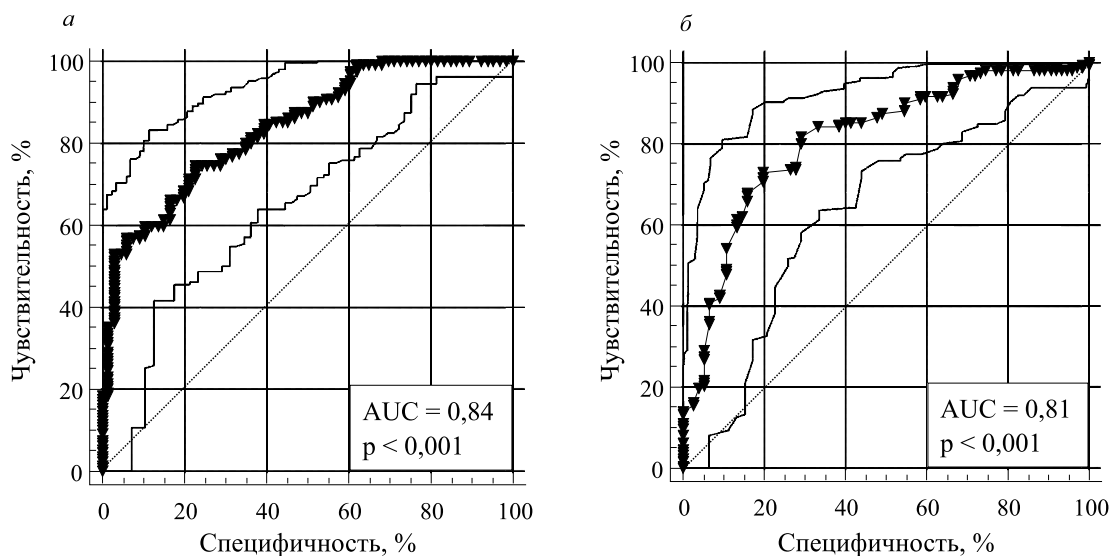 а
100
80
60
40
20
0
Чувствительность, %
AUC = 0,84
p < 0,001
0 20 40 60 80 100
Специфичность, %
б
100
80
60
40
20
0
Чувствительность, %
AUC = 0,81
p < 0,001
0 20 40 60 80 100
Специфичность, %